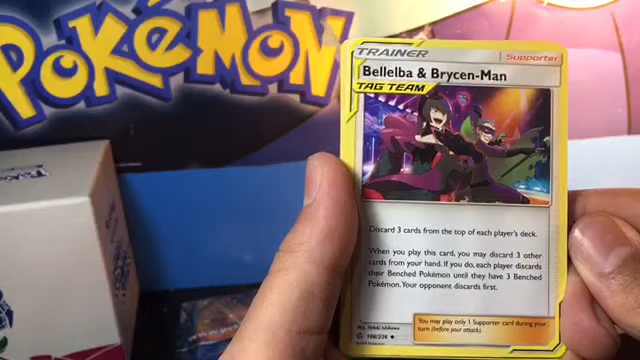 POKéMON
TRAINER
Supporter
Bellelba & Brycen-Man
TAG TEAM
Discard 3 cards from the top of each player's deck.
When you play this card, you may discard 3 other
cards from your hand. If you do, each player discards
their Benched Pokémon until they have 3 Benched
Pokémon. Your opponent discards first.
You may play only 1 Supporter card during your
turn (before your attack).
186/236